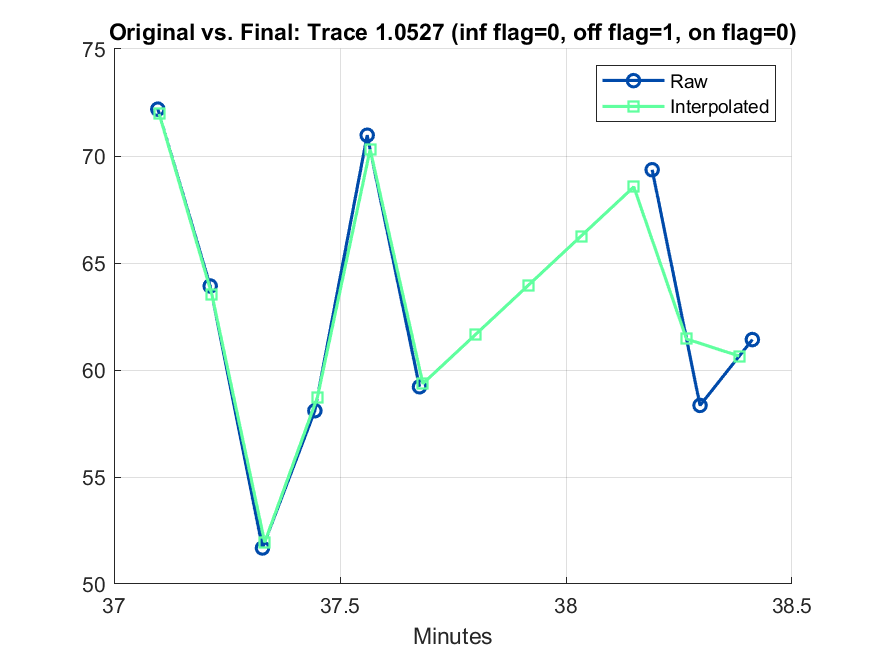 Original vs. Final: Trace 1.0527 (inf flag=0, off flag=1, on flag=0)
75
70
65
60
55
50
Raw
Interpolated
37
37.5
38
38.5
Minutes